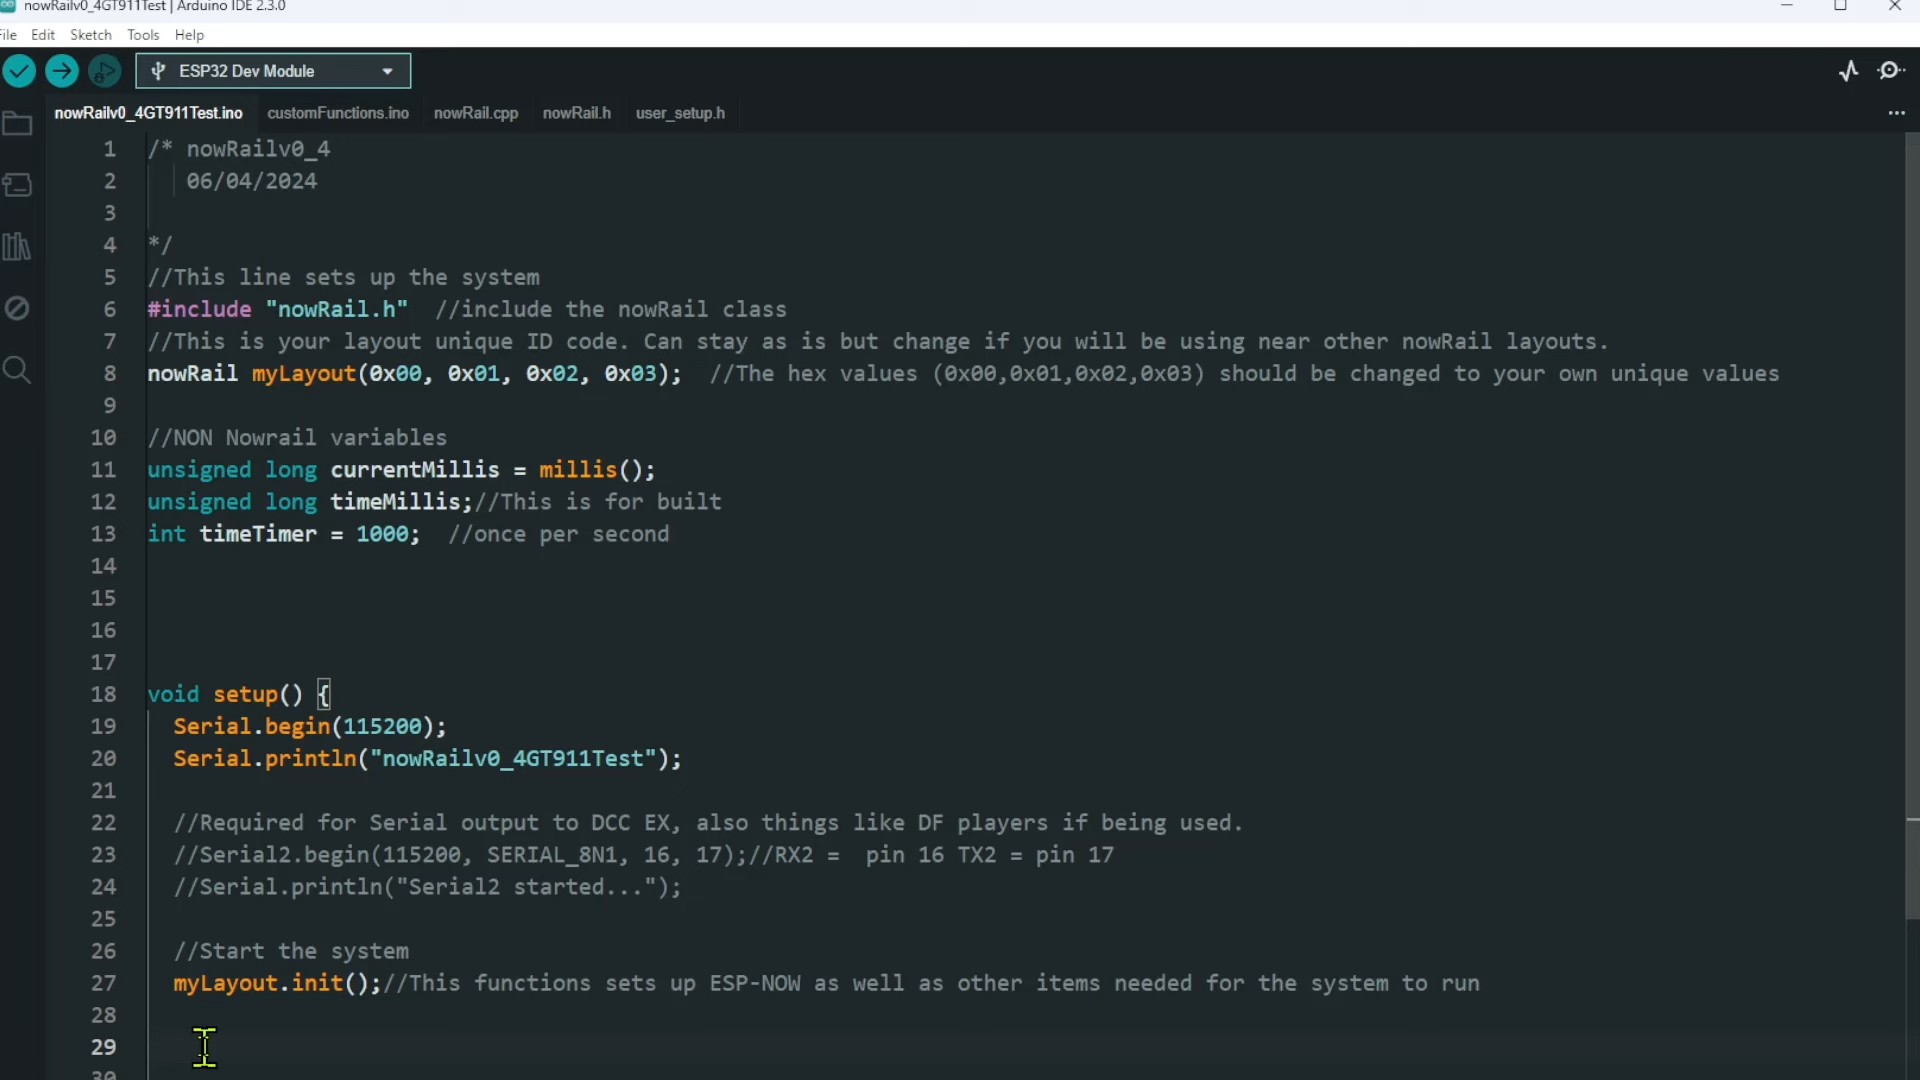 nowRailv0_4GT911Test | Arduino IDE 2.3.0
File Edit Sketch Tools Help
ESP32 Dev Module
nowRailv0_4GT911Test.ino customFunctions.ino nowRail.cpp nowRail.h user_setup.h ...
1 /* nowRailv0_4
2 06/04/2024
3
4 */
5 //This line sets up the system
6 #include "nowRail.h" //include the nowRail class
7 //This is your layout unique ID code. Can stay as is but change if you will be using near other nowRail layouts.
8 nowRail myLayout(0x00, 0x01, 0x02, 0x03); //The hex values (0x00,0x01,0x02,0x03) should be changed to your own unique values
9
10 //NON Nowrail variables
11 unsigned long currentMillis = millis();
12 unsigned long timeMillis;//This is for built
13 int timeTimer = 1000; //once per second
14
15
16
17
18 void setup() {
19 Serial.begin(115200);
20 Serial.println("nowRailv0_4GT911Test");
21
22 //Required for Serial output to DCC EX, also things like DF players if being used.
23 //Serial2.begin(115200, SERIAL_8N1, 16, 17);//RX2 = pin 16 TX2 = pin 17
24 //Serial.println("Serial2 started...");
25
26 //Start the system
27 myLayout.init();//This functions sets up ESP-NOW as well as other items needed for the system to run
28
29
30